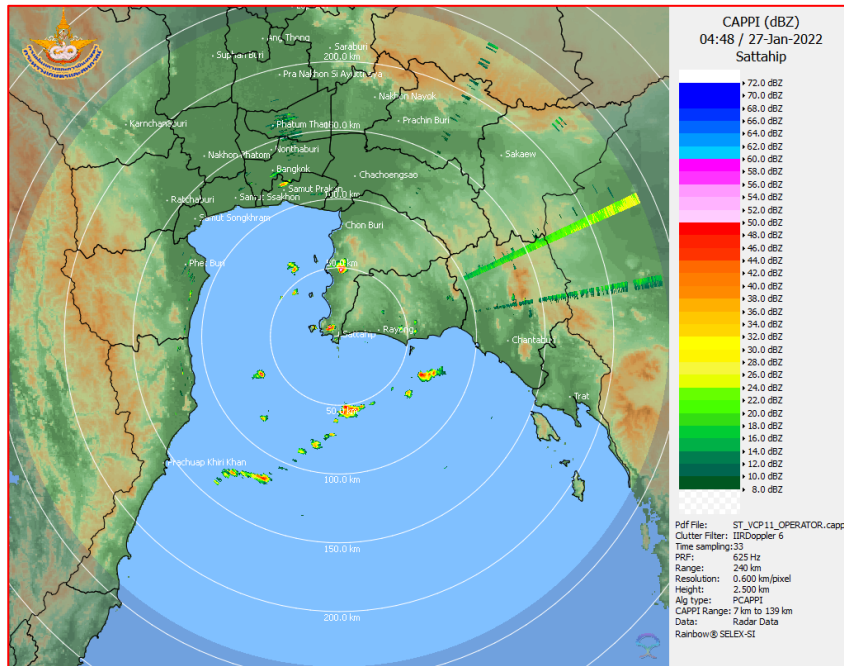 CAPPI (dBZ)
04:48 / 27-Jan-2022
Sattahip
72.0 dBZ
70.0 dBZ
68.0 dBZ
66.0 dBZ
64.0 dBZ
62.0 dBZ
60.0 dBZ
58.0 dBZ
56.0 dBZ
54.0 dBZ
52.0 dBZ
50.0 dBZ
48.0 dBZ
46.0 dBZ
44.0 dBZ
42.0 dBZ
40.0 dBZ
38.0 dBZ
36.0 dBZ
34.0 dBZ
32.0 dBZ
30.0 dBZ
28.0 dBZ
26.0 dBZ
24.0 dBZ
22.0 dBZ
20.0 dBZ
18.0 dBZ
16.0 dBZ
14.0 dBZ
12.0 dBZ
10.0 dBZ
8.0 dBZ
Pdf File: ST_VCP11_OPERATOR.capp
Clutter Filter: IIRDoppler 6
Time sampling:33
PRF: 625 Hz
Range: 240 km
Resolution: 0.600 km/pixel
Height: 2.500 km
Alg type: PCAPPI
CAPPI Range: 7 km to 139 km
Data: Radar Data
Rainbow® SELEX-SI
Ang Thong
Saraburi
Suphan Buri
200.0 km
Pra Nakhon Si Ayutthaya
Nakhon Nayok
Karnchanaburi
Prachin Buri
Nonthaburi
Nakhon Phatom
Sakaew
Bangkok
Chachoengsao
Samut Prakan
Ratchaburi
Samut Ssakhon
Samut Songkhram
Chon Buri
Sattahip
Rayong
Trat
50.0 km
Prachuap Khiri Khan
100.0 km
150.0 km
200.0 km